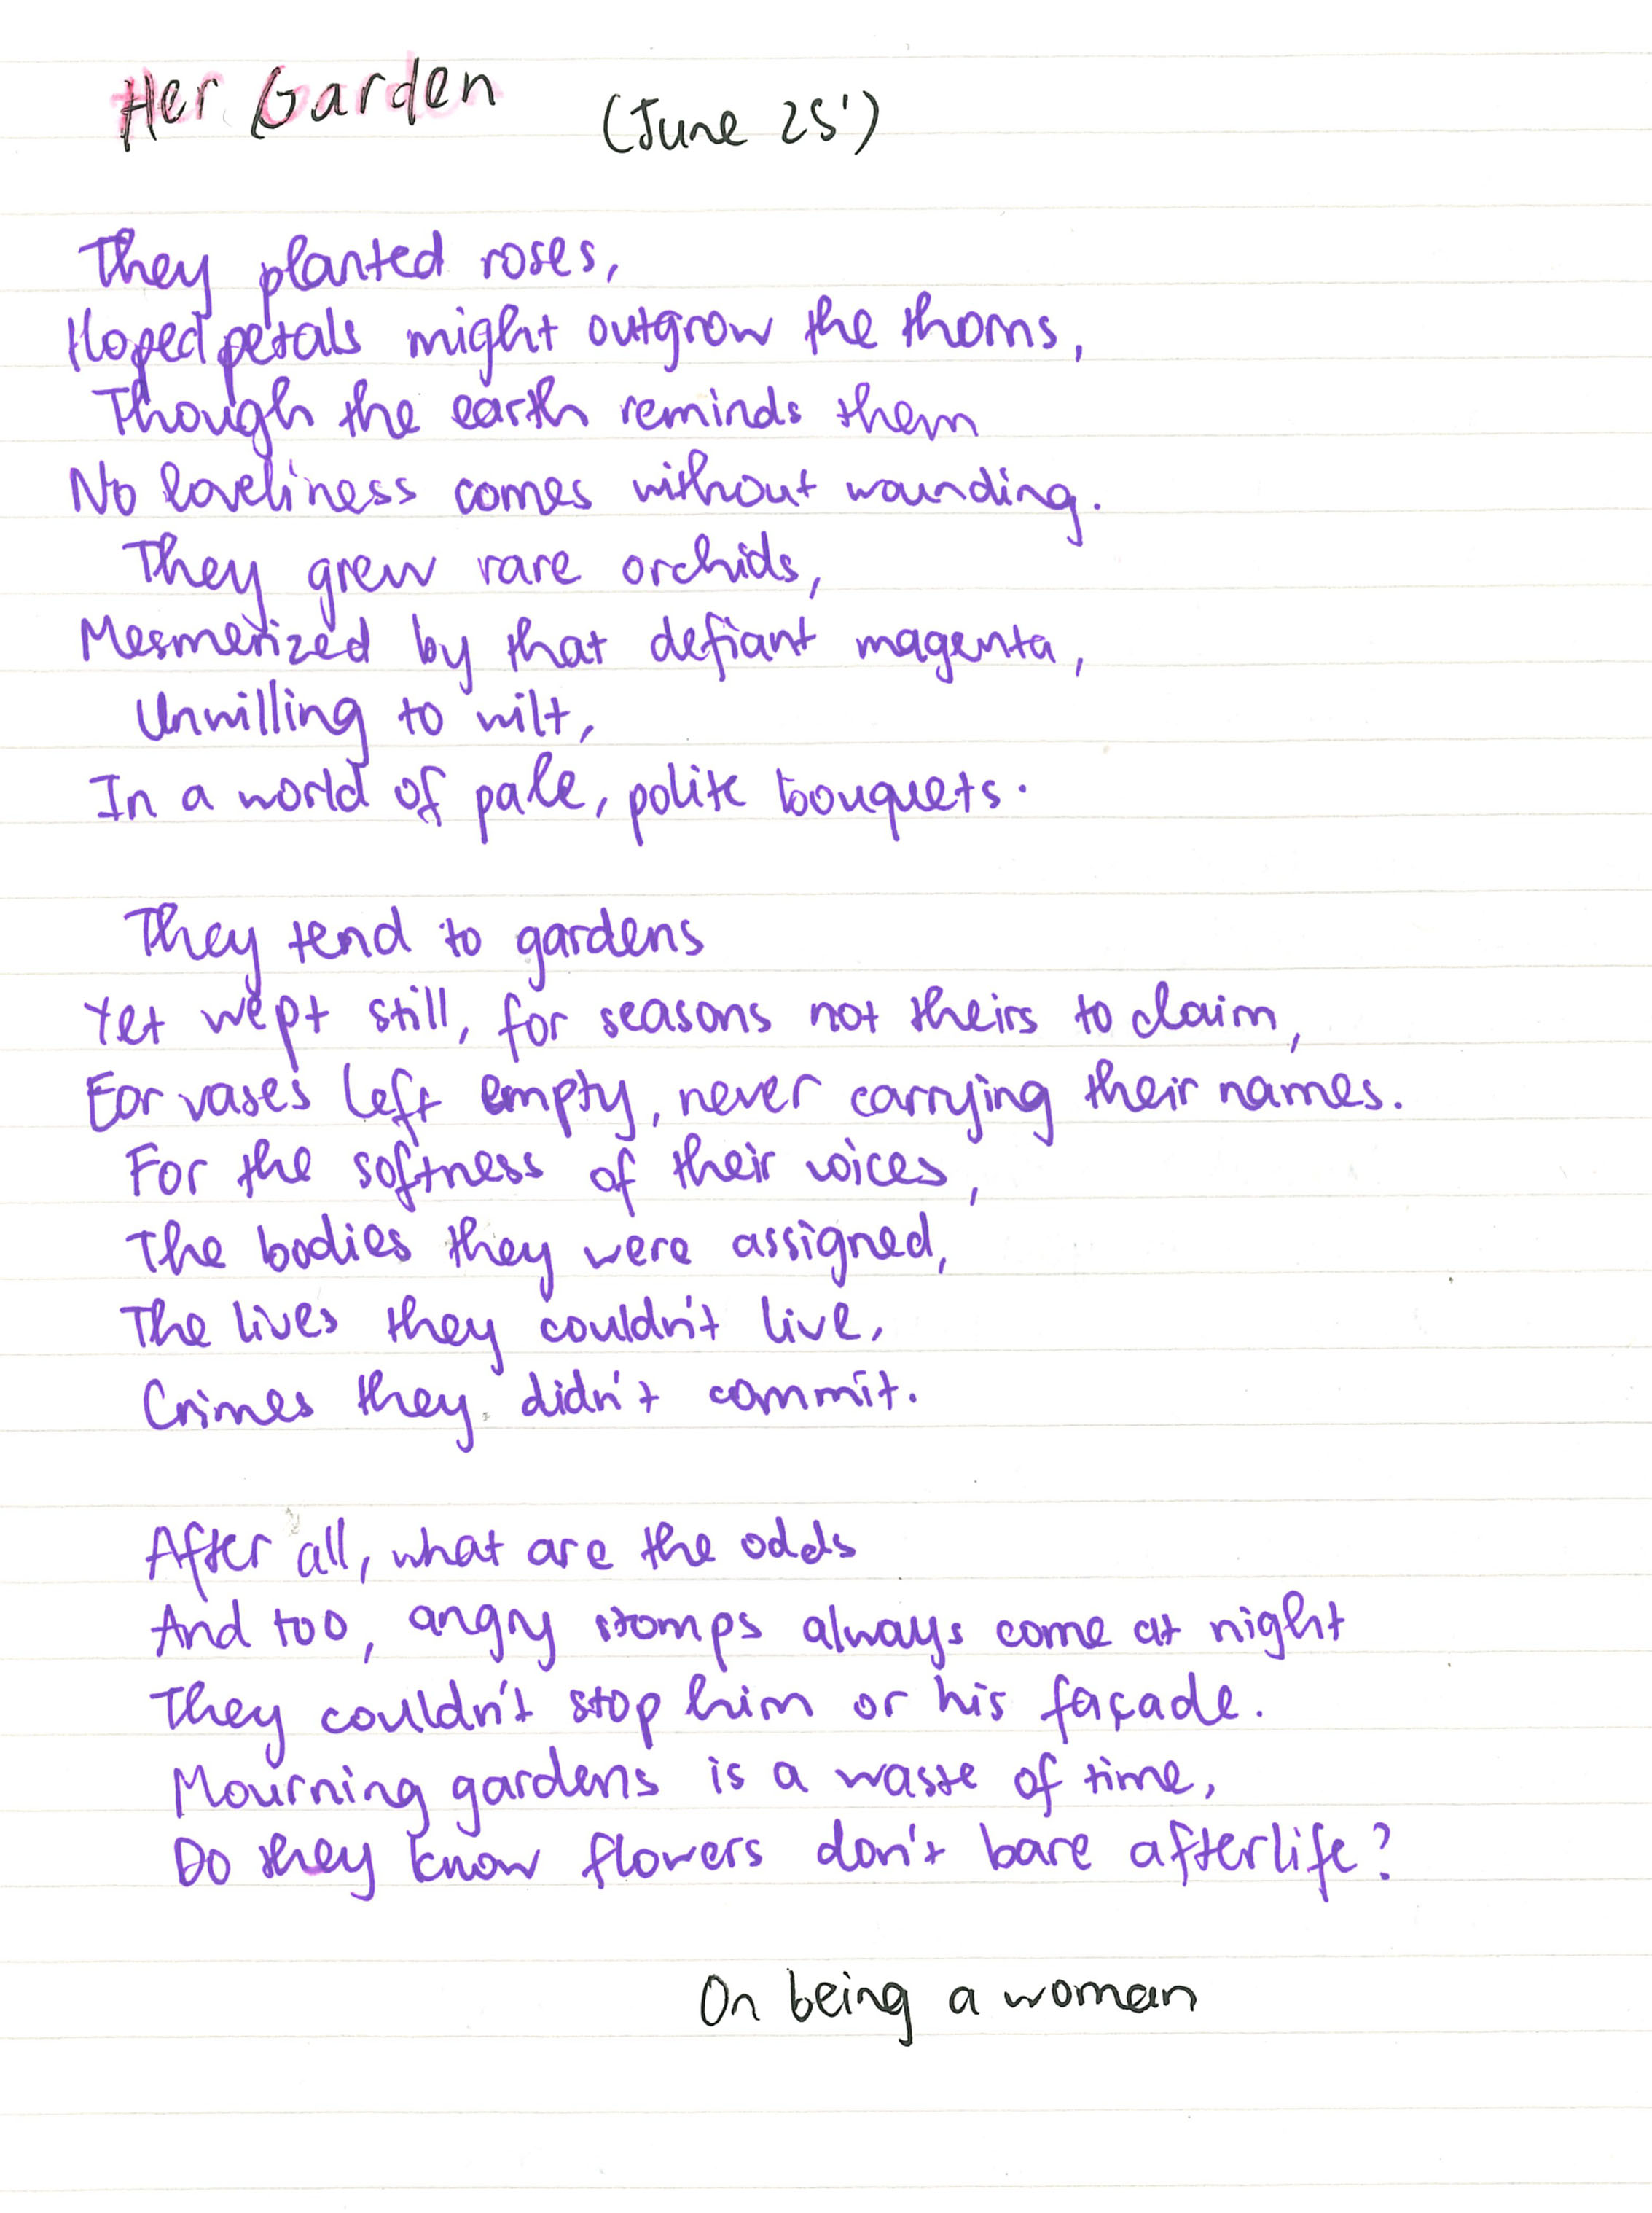 Her Garden (June 25')
They planted roses,
Hoped petals might outgrow the thorns,
Though the earth reminds them
No loveliness comes without wounding.
They grew rare orchids,
Mesmerized by that defiant magenta,
Unwilling to wilt,
In a world of pale, polite bouquets.
They tend to gardens
Yet wept still, for seasons not theirs to claim,
For vases left empty, never carrying their names.
For the softness of their voices,
The bodies they were assigned,
The lives they couldn't live,
Crimes they didn't commit.
After all, what are the odds
And too, angry stomps always come at night
They couldn't stop him or his façade.
Mourning gardens is a waste of time,
Do they know flowers don't bare afterlife?
On being a woman